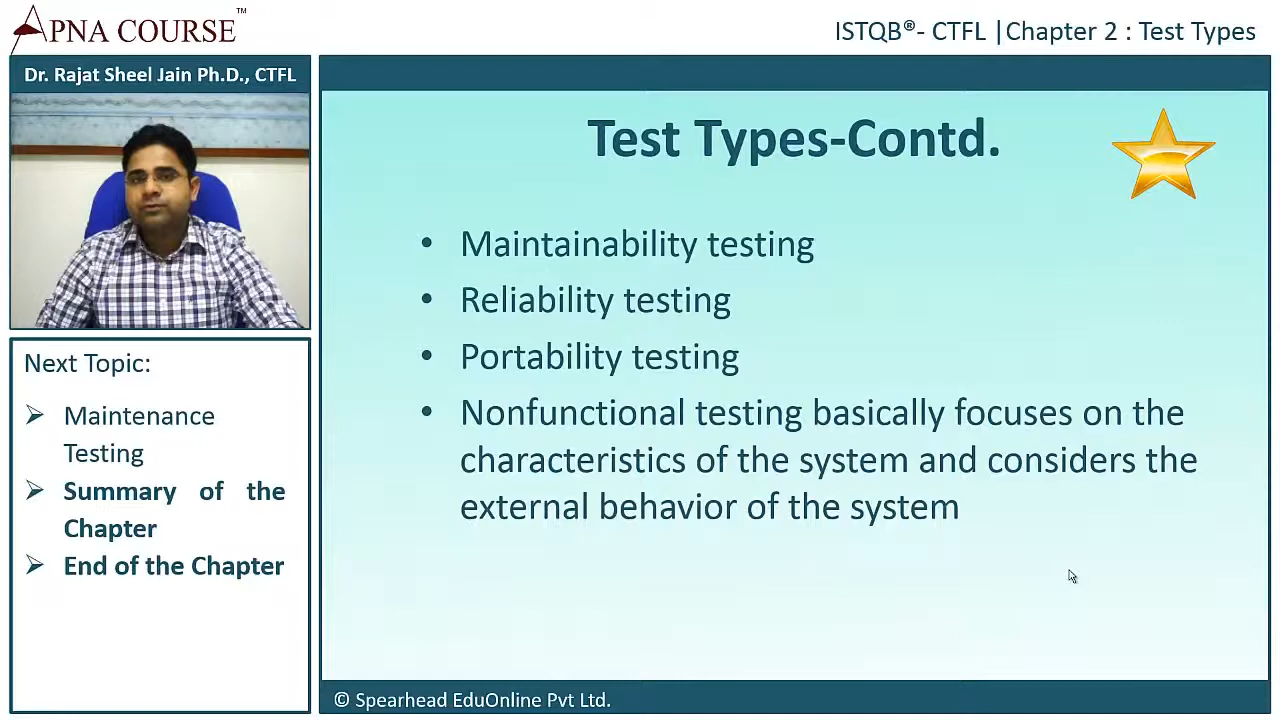 APNA COURSE™
ISTQB®- CTFL |Chapter 2 : Test Types
Dr. Rajat Sheel Jain Ph.D., CTFL
Next Topic:
➢ Maintenance
Testing
➢ Summary of the
Chapter
➢ End of the Chapter
Test Types-Contd.
• Maintainability testing
• Reliability testing
• Portability testing
• Nonfunctional testing basically focuses on the
characteristics of the system and considers the
external behavior of the system
© Spearhead EduOnline Pvt Ltd.